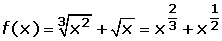 f(x) = ∛x² + √x = x^(2/3) + x^(1/2)